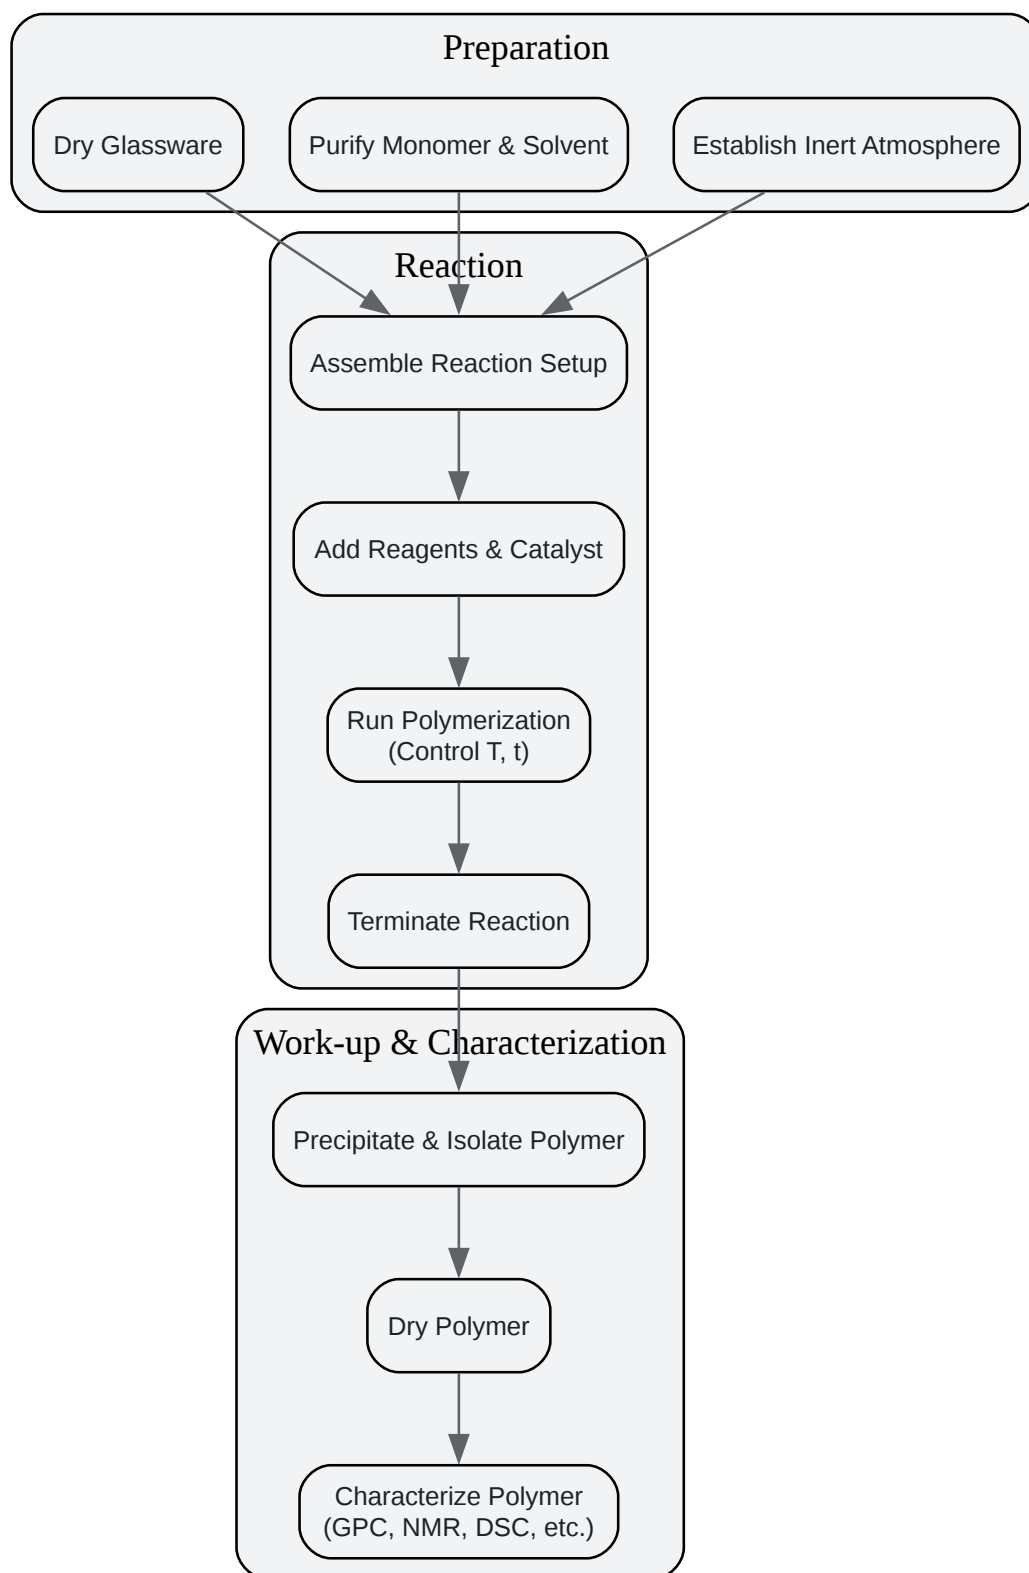 Preparation
Dry Glassware
Purify Monomer & Solvent
Establish Inert Atmosphere
Reaction
Assemble Reaction Setup
Add Reagents & Catalyst
Run Polymerization
(Control T, t)
Terminate Reaction
Work-up & Characterization
Precipitate & Isolate Polymer
Dry Polymer
Characterize Polymer
(GPC, NMR, DSC, etc.)